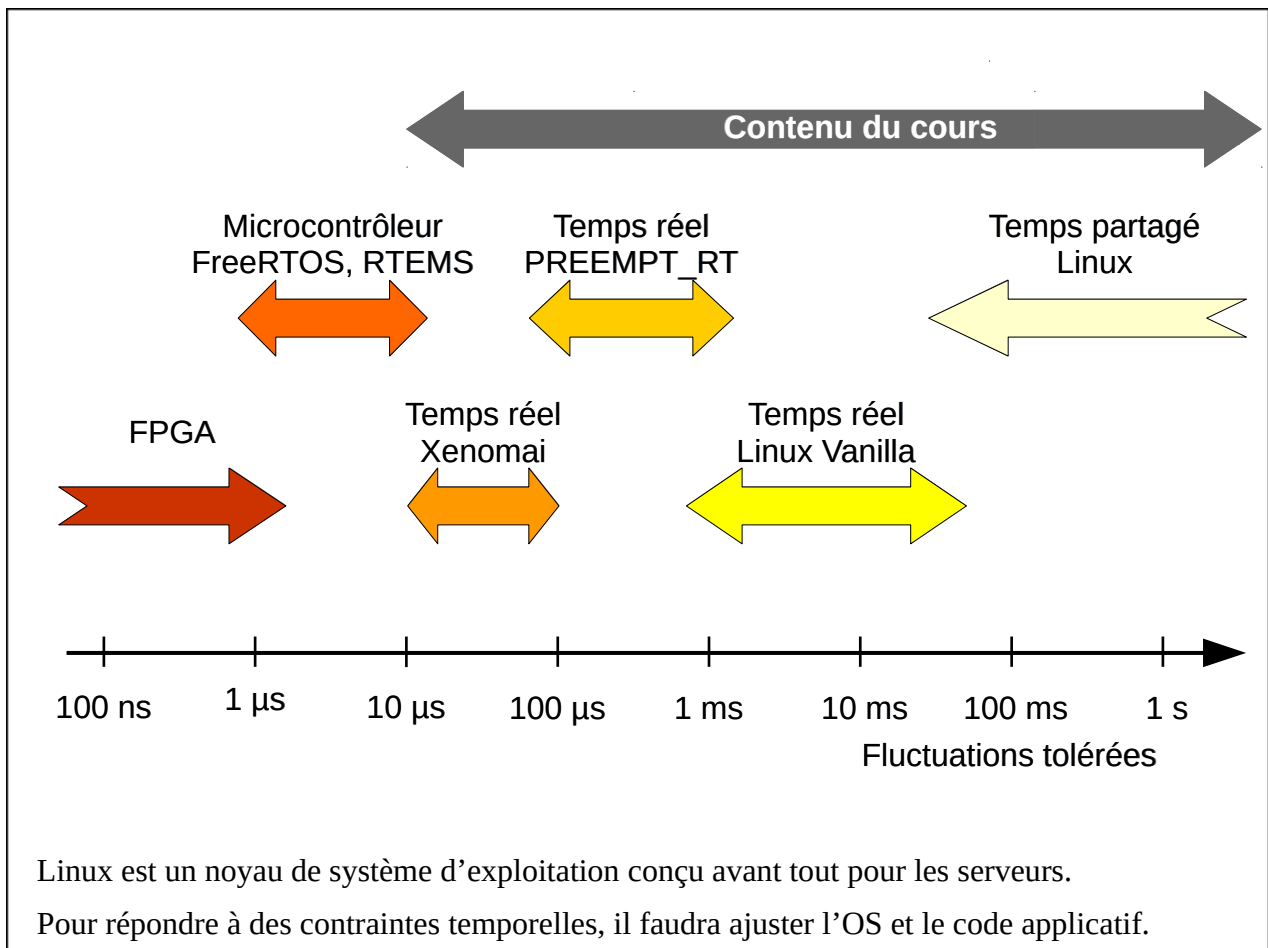 Contenu du cours
Microcontrôleur
FreeRTOS, RTEMS
Temps réel
PREEMPT_RT
Temps partagé
Linux
FPGA
Temps réel
Xenomai
Temps réel
Linux Vanilla
100 ns
1 µs
10 µs
100 µs
1 ms
10 ms
100 ms
1 s
Fluctuations tolérées
Linux est un noyau de système d’exploitation conçu avant tout pour les serveurs.
Pour répondre à des contraintes temporelles, il faudra ajuster l’OS et le code applicatif.